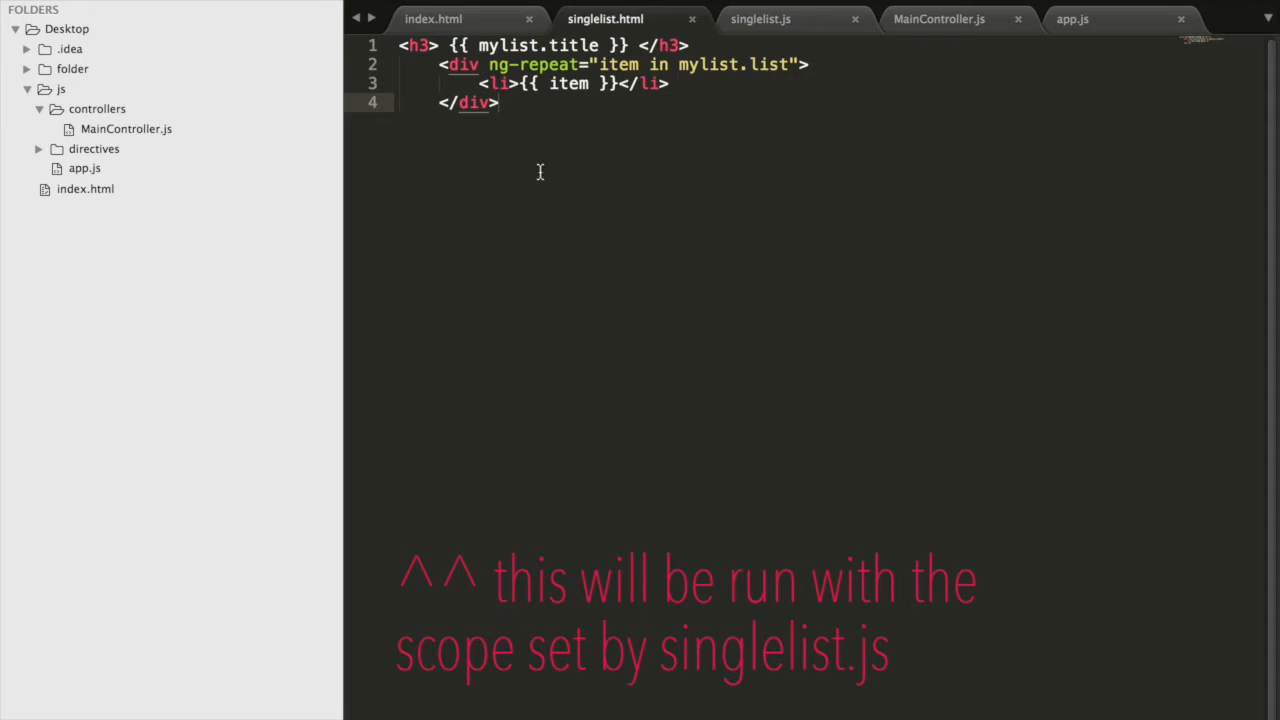 FOLDERS
Desktop
.idea
folder
js
controllers
MainController.js
directives
app.js
index.html
index.html × singlelist.html × singlelist.js × MainController.js × app.js ×
1 <h3> {{ mylist.title }} </h3>
2 <div ng-repeat="item in mylist.list">
3 <li>{{ item }}</li>
4 </div>
^^ this will be run with the
scope set by singlelist.js